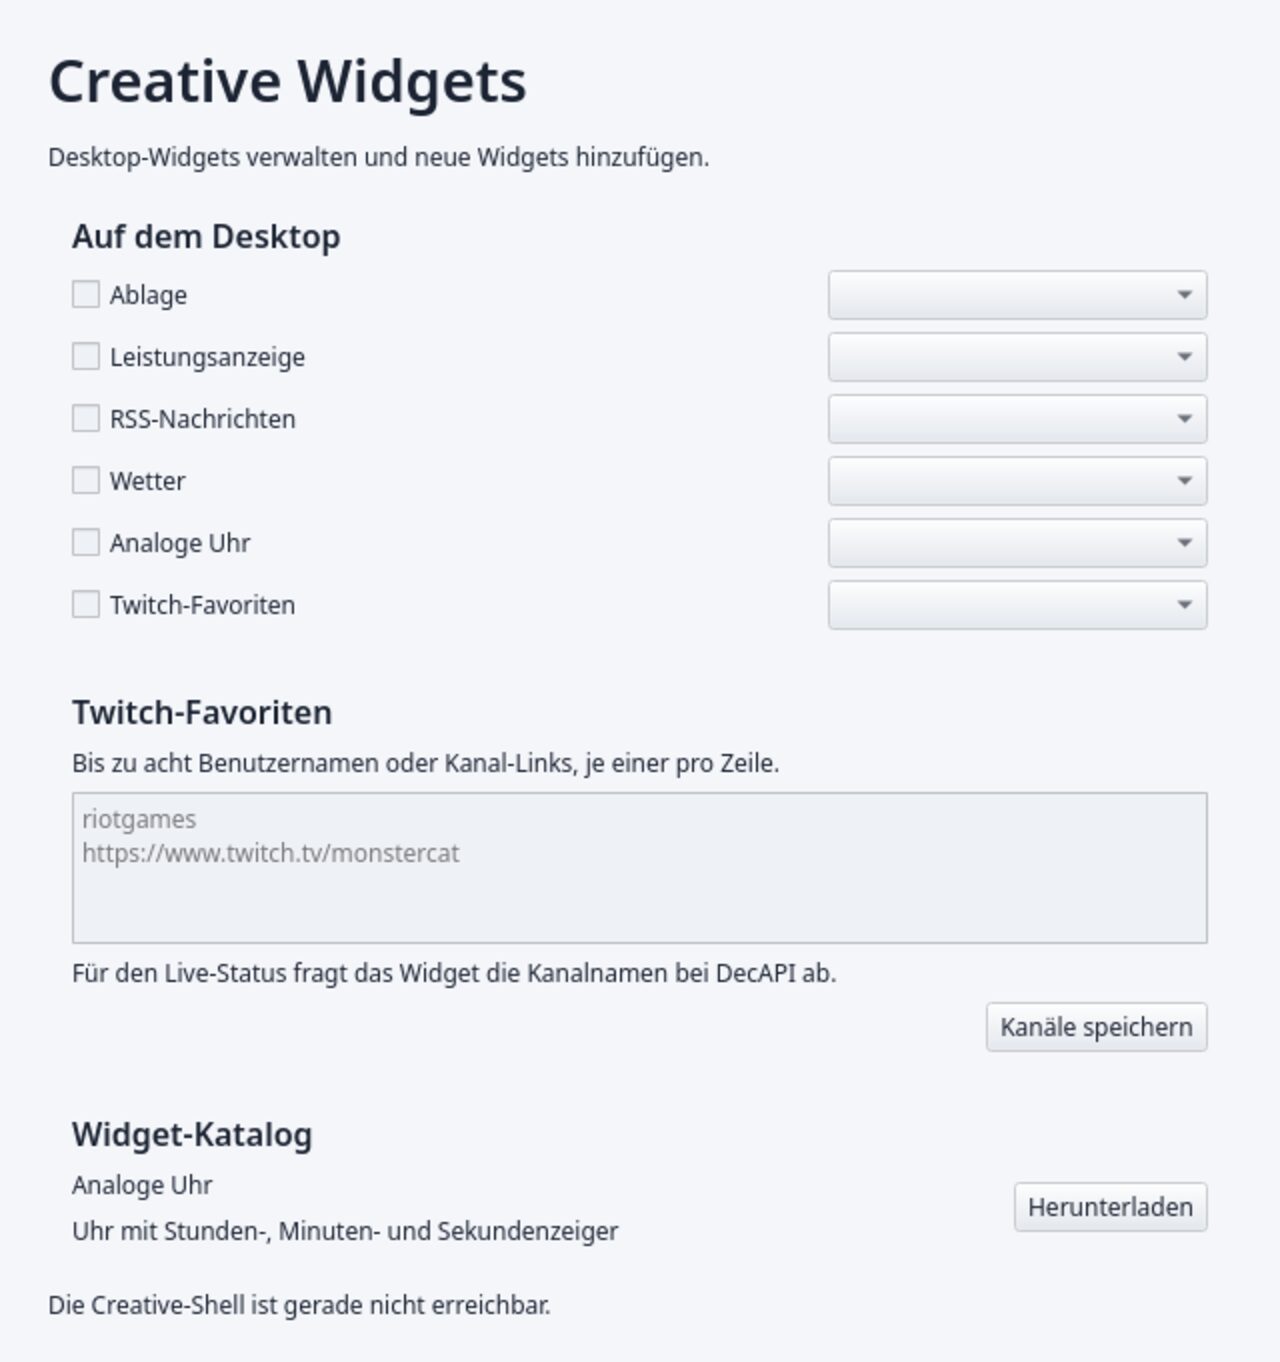 Creative Widgets
Desktop-Widgets verwalten und neue Widgets hinzufügen.
Auf dem Desktop
Ablage
Leistungsanzeige
RSS-Nachrichten
Wetter
Analoge Uhr
Twitch-Favoriten
Twitch-Favoriten
Bis zu acht Benutzernamen oder Kanal-Links, je einer pro Zeile.
riotgames
https://www.twitch.tv/monstercat
Für den Live-Status fragt das Widget die Kanalnamen bei DecAPI ab.
Kanäle speichern
Widget-Katalog
Analoge Uhr
Herunterladen
Uhr mit Stunden-, Minuten- und Sekundenzeiger
Die Creative-Shell ist gerade nicht erreichbar.